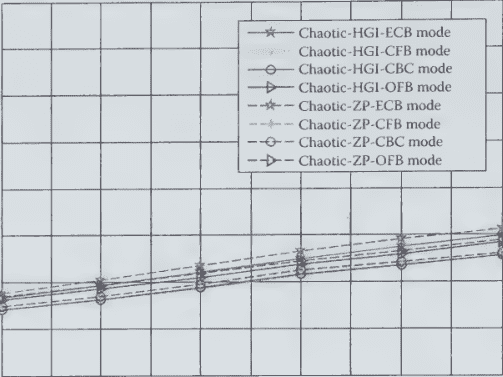 Chaotic-HGI-ECB mode
Chaotic-HGI-CFB mode
Chaotic-HGI-CBC mode
Chaotic-HGI-OFB mode
Chaotic-ZP-ECB mode
Chaotic-ZP-CFB mode
Chaotic-ZP-CBC mode
Chaotic-ZP-OFB mode